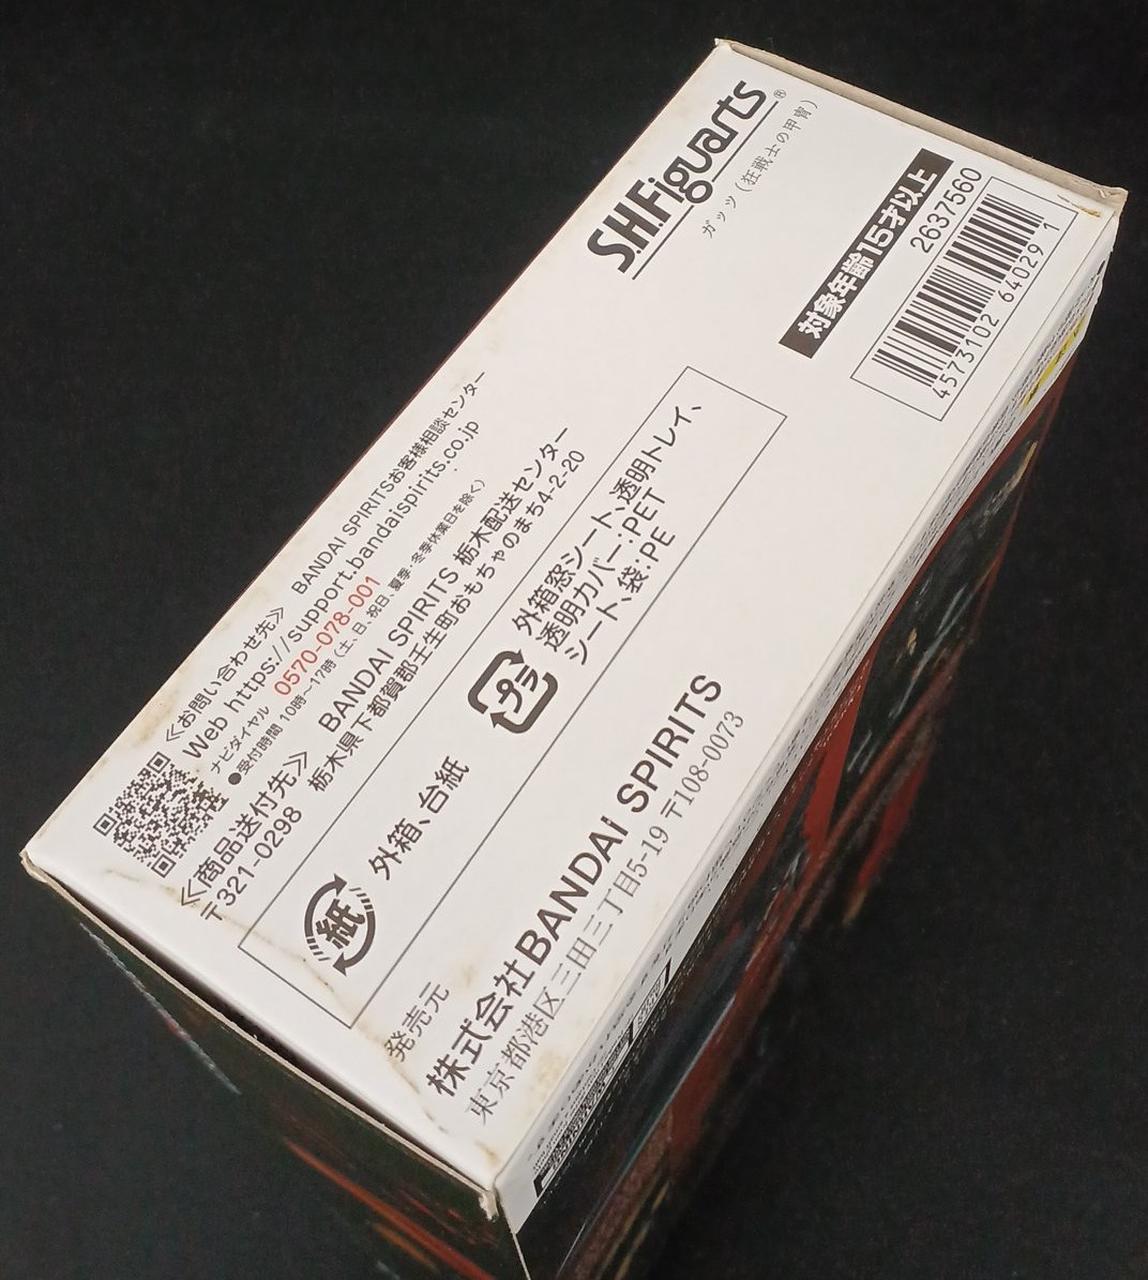 S.H.Figuarts®
ガッツ（狂戦士の甲冑）
対象年齢15才以上
2637560
4573102 640291
≪お問い合わせ先≫ BANDAI SPIRITSお客様相談センター
Web https://support.bandaispirits.co.jp
ナビダイヤル 0570-078-001
●受付時間 10時～17時（土、日、祝日、夏季・冬季休業日を除く）
≪商品送付先≫ BANDAI SPIRITS 栃木配送センター
〒321-0298 栃木県下都賀郡壬生町おもちゃのまち54-2-20
紙 外箱、台紙
プラ 外箱窓シート、透明トレイ、
透明カバー：PET
シート、袋：PE
発売元
株式会社BANDAI SPIRITS
東京都港区三田三丁目5-19 〒108-0073